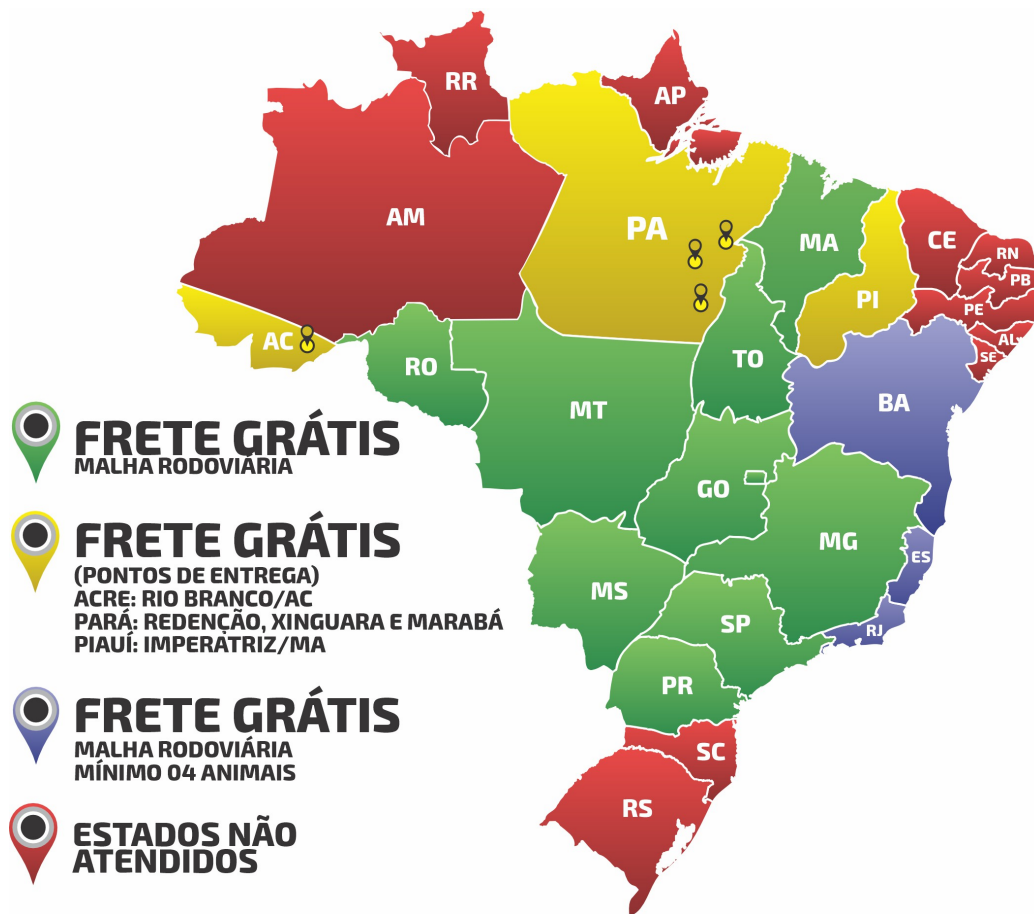 RR
AP
AM
PA
MA
CE
RN
PB
PI
PE
AC
AL
SE
RO
TO
BA
MT
FRETE GRÁTIS
MALHA RODOVIÁRIA
GO
FRETE GRÁTIS
(PONTOS DE ENTREGA)
ACRE: RIO BRANCO/AC
PARÁ: REDENÇÃO, XINGUARA E MARABÁ
PIAUÍ: IMPERATRIZ/MA
MG
ES
MS
SP
RJ
PR
FRETE GRÁTIS
MALHA RODOVIÁRIA
MÍNIMO 04 ANIMAIS
SC
RS
ESTADOS NÃO
ATENDIDOS